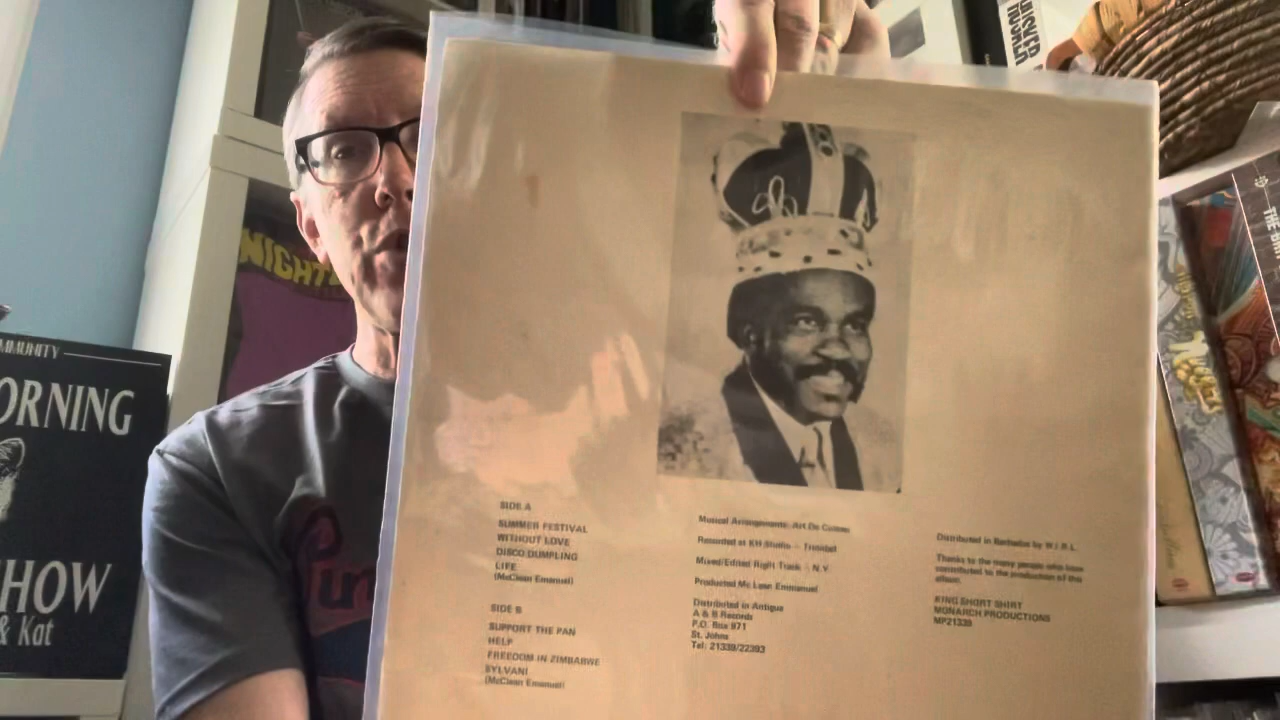 MMUNITY
ORNING
HOW
& Kat
NIGHT
SIDE A
SUMMER FESTIVAL
WITHOUT LOVE
DISCO DUMPLING
LIFE
(McClean Emanuel)
SIDE B
SUPPORT THE PAN
HELP
FREEDOM IN ZIMBABWE
SYLVANI
(McClean Emanuel)
Musical Arrangements: Art De Coteau
Recorded at KH Studio - Trinidad
Mixed/Edited Right Track - N.Y.
Produced Mc Lean Emmanuel
Distributed in Antigua
A & B Records
P.O. Box 971
St. Johns
Tel: 21339/22393
Distributed in Barbados by W.I.R.L.
Thanks to the many people who have
contributed to the production of this
album.
KING SHORT SHIRT
MONARCH PRODUCTIONS
MP21339